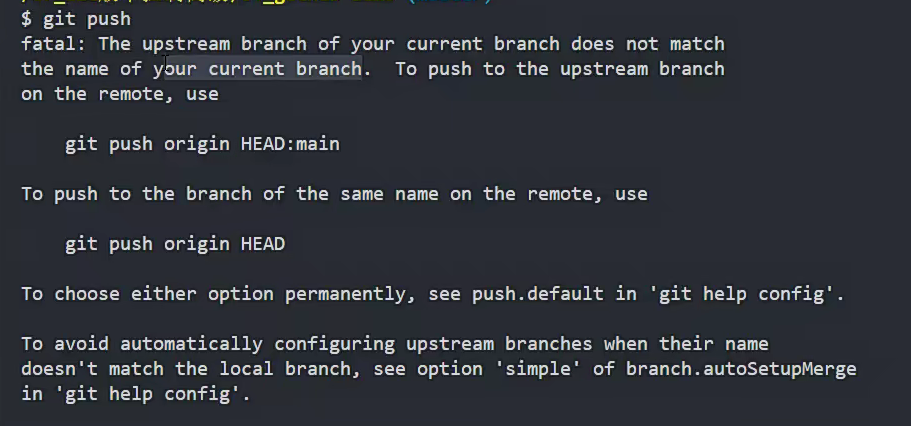 $ git push
fatal: The upstream branch of your current branch does not match
the name of your current branch.  To push to the upstream branch
on the remote, use
    git push origin HEAD:main
To push to the branch of the same name on the remote, use
    git push origin HEAD
To choose either option permanently, see push.default in 'git help config'.
To avoid automatically configuring upstream branches when their name
doesn't match the local branch, see option 'simple' of branch.autoSetupMerge
in 'git help config'.